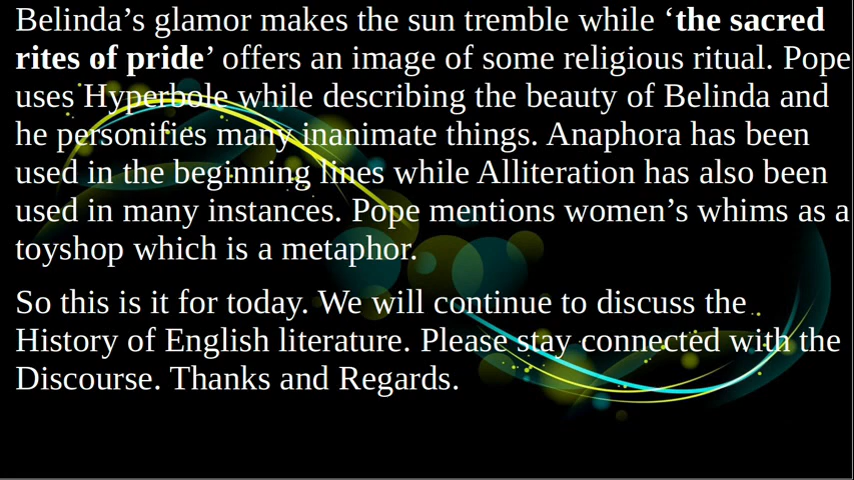 Belinda’s glamor makes the sun tremble while ‘the sacred
rites of pride’ offers an image of some religious ritual. Pope
uses Hyperbole while describing the beauty of Belinda and
he personifies many inanimate things. Anaphora has been
used in the beginning lines while Alliteration has also been
used in many instances. Pope mentions women’s whims as a
toyshop which is a metaphor.
So this is it for today. We will continue to discuss the
History of English literature. Please stay connected with the
Discourse. Thanks and Regards.